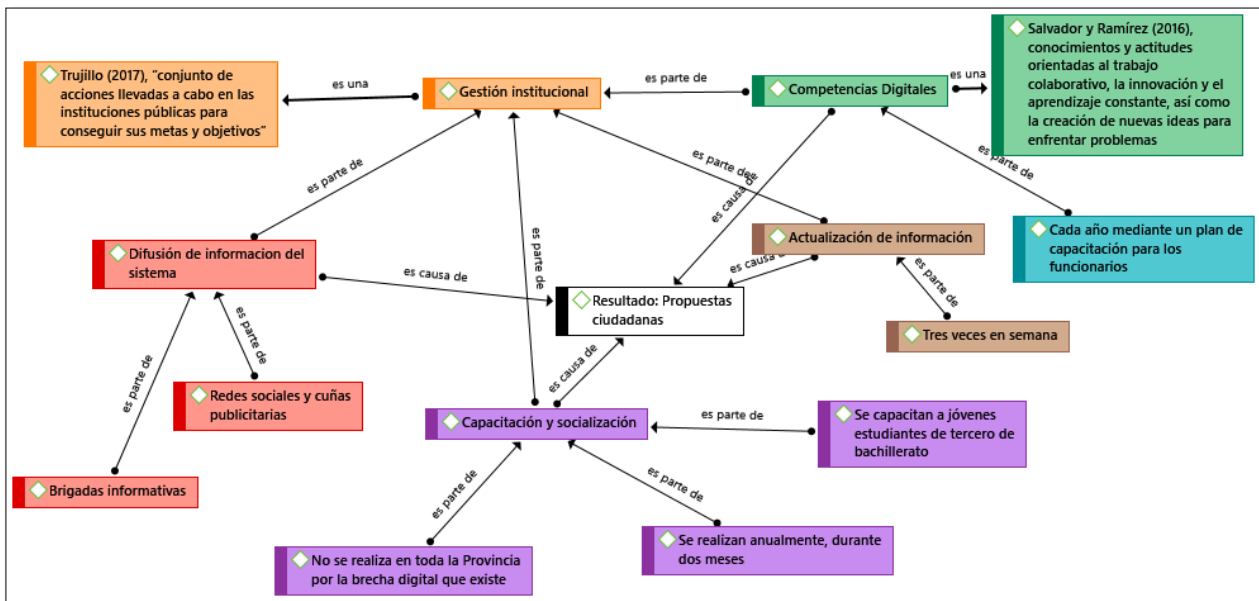 Trujillo (2017), "conjunto de
acciones llevadas a cabo en las
instituciones públicas para
conseguir sus metas y objetivos"
es una
Gestión institucional
es parte de
Competencias Digitales
es una
Salvador y Ramírez (2016),
conocimientos y actitudes
orientadas al trabajo
colaborativo, la innovación y el
aprendizaje constante, así como
la creación de nuevas ideas para
enfrentar problemas
es parte de
es parte de
es causa de
es parte de
es parte de
Difusión de informacion del
sistema
es causa de
Actualización de información
es causa de
Cada año mediante un plan de
capacitación para los
funcionarios
Resultado: Propuestas
ciudadanas
es parte de
Tres veces en semana
es parte de
es parte de
es causa de
Redes sociales y cuñas
publicitarias
Capacitación y socialización
es parte de
Se capacitan a jóvenes
estudiantes de tercero de
bachillerato
Brigadas informativas
es parte de
es parte de
No se realiza en toda la Provincia
por la brecha digital que existe
Se realizan anualmente, durante
dos meses